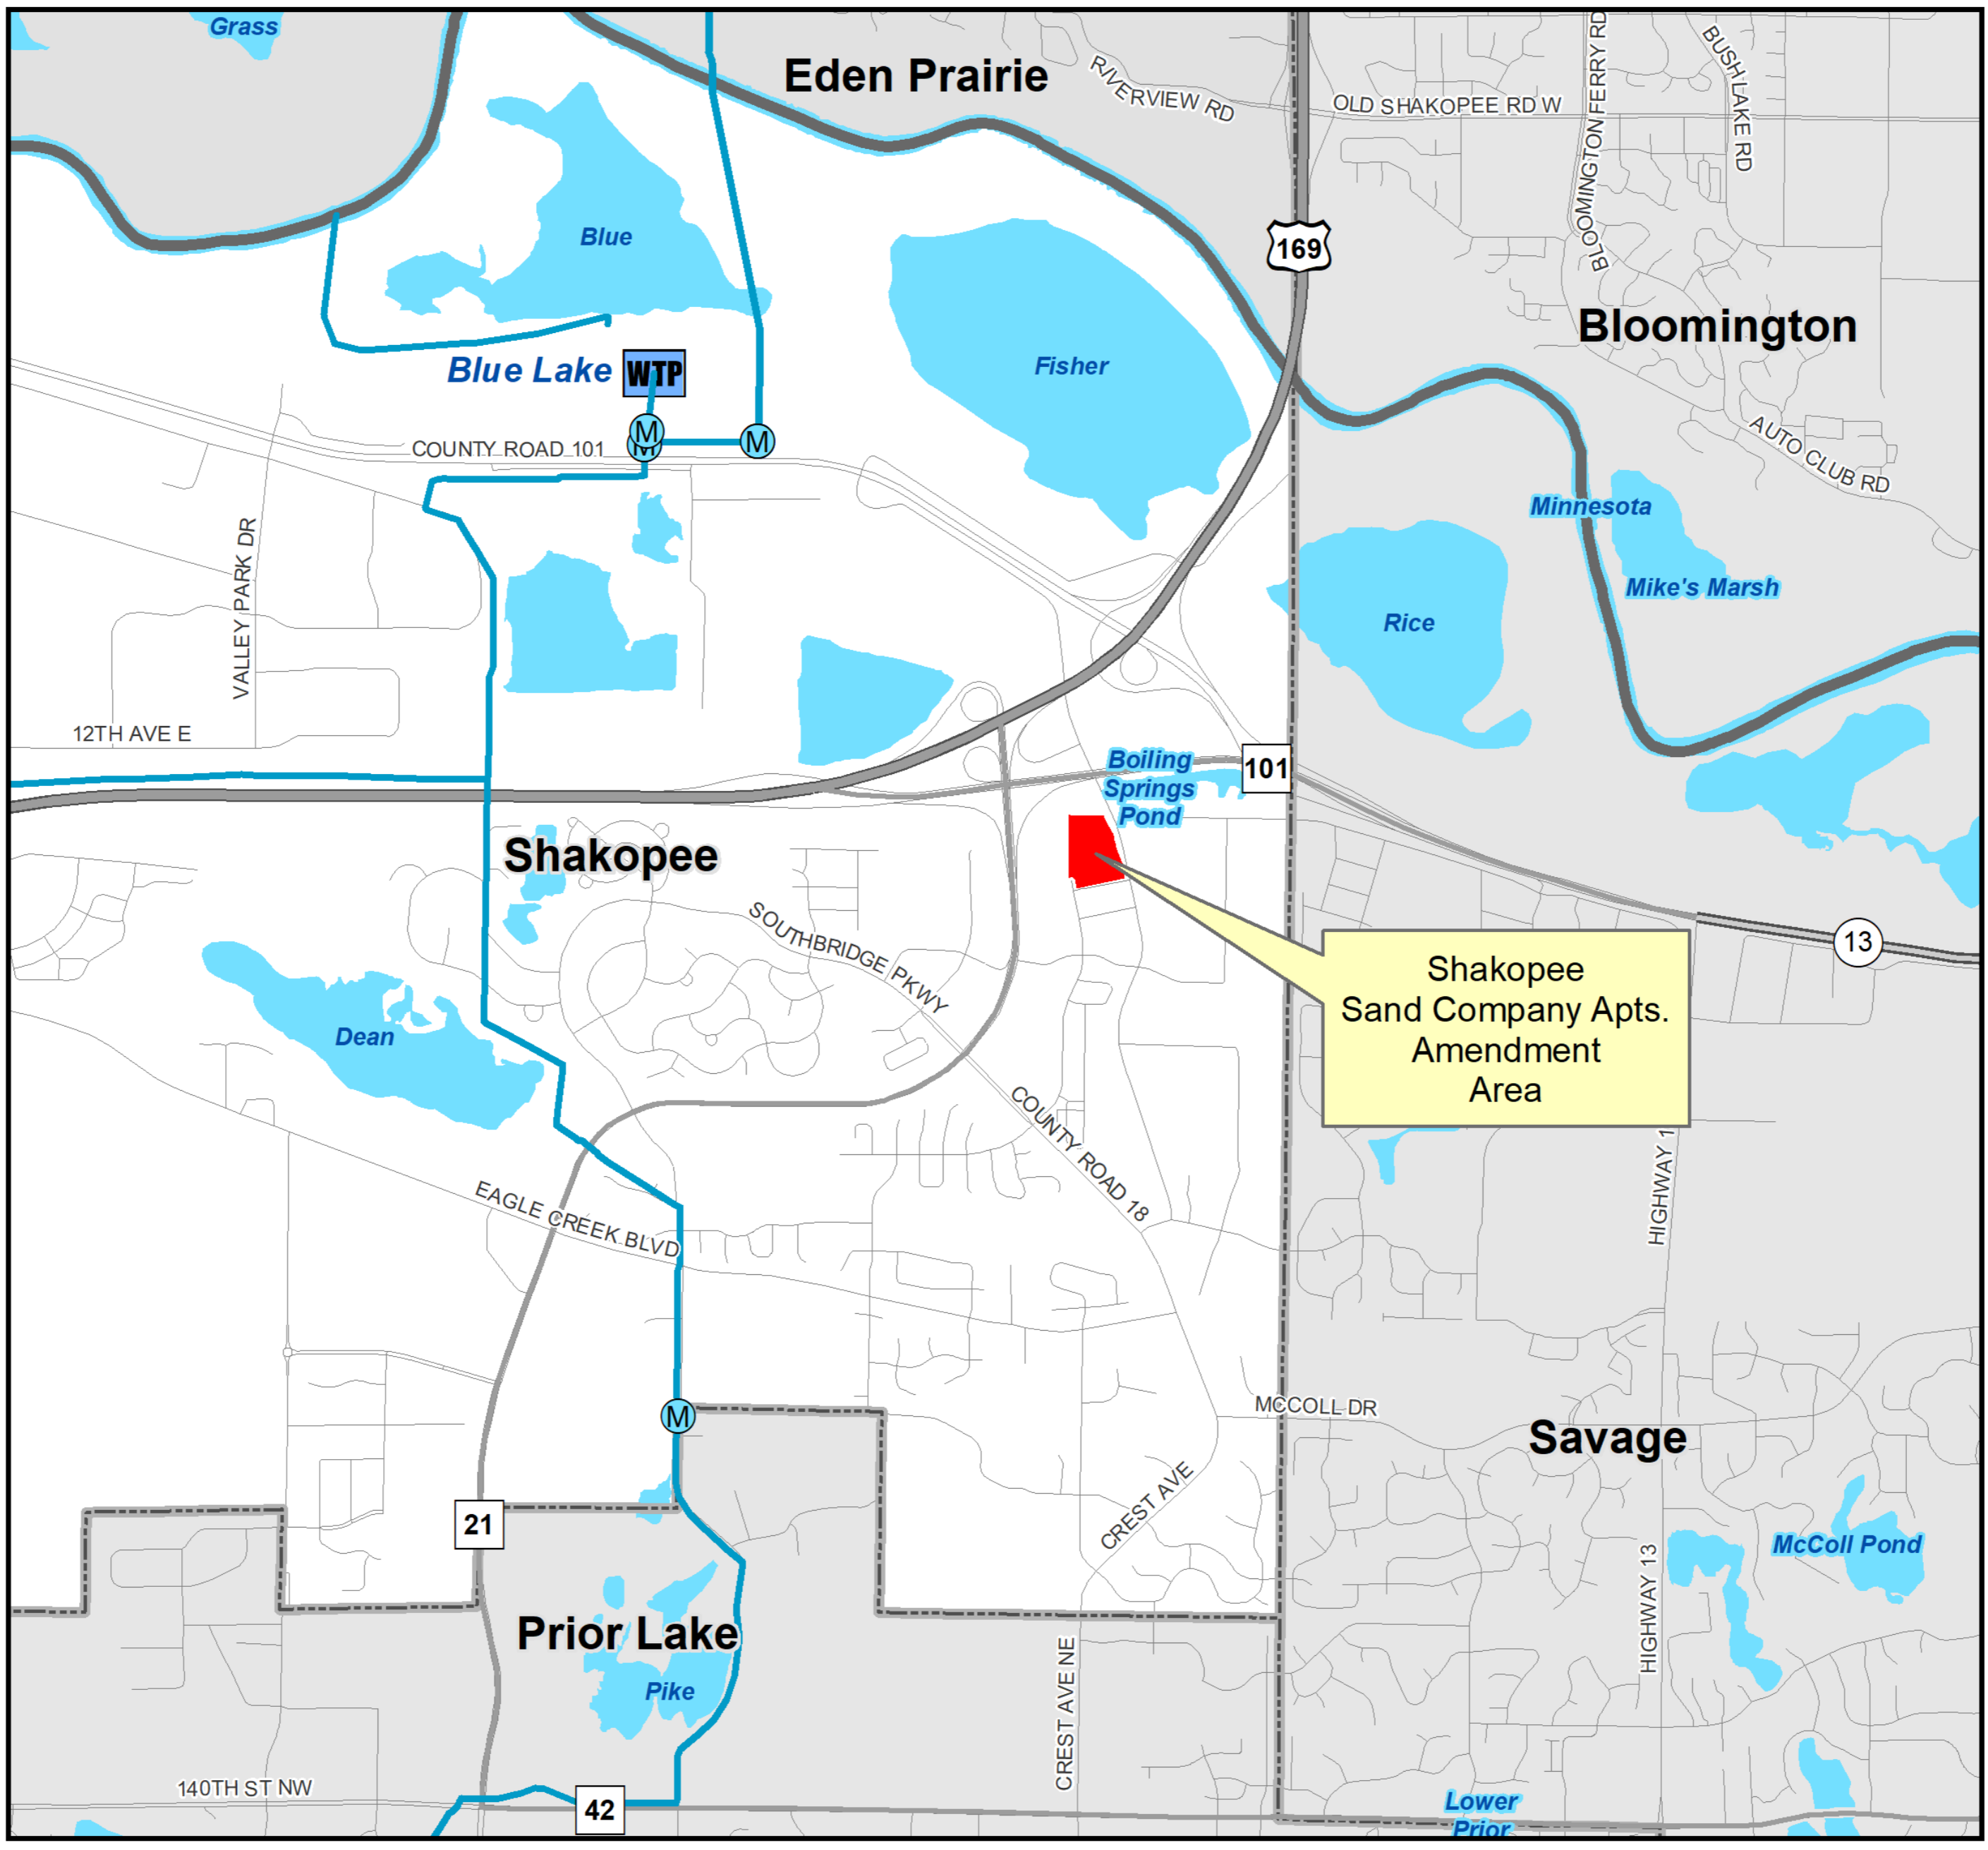 Grass
Eden Prairie
RIVERVIEW RD
OLD SHAKOPEE RD W
BLOOMINGTON FERRY RD
BUSH LAKE RD
Blue
169
Bloomington
Blue Lake
WTP
Fisher
M
M
M
COUNTY ROAD 101
AUTO CLUB RD
Minnesota
Mike's Marsh
Rice
VALLEY PARK DR
12TH AVE E
Boiling
Springs
Pond
101
Shakopee
SOUTHBRIDGE PKWY
13
Shakopee
Sand Company Apts.
Amendment
Area
Dean
COUNTY ROAD 18
HIGHWAY 1
EAGLE CREEK BLVD
M
MCCOLL DR
Savage
CREST AVE
21
McColl Pond
HIGHWAY 13
Prior Lake
Pike
CREST AVE NE
140TH ST NW
42
Lower
Prior